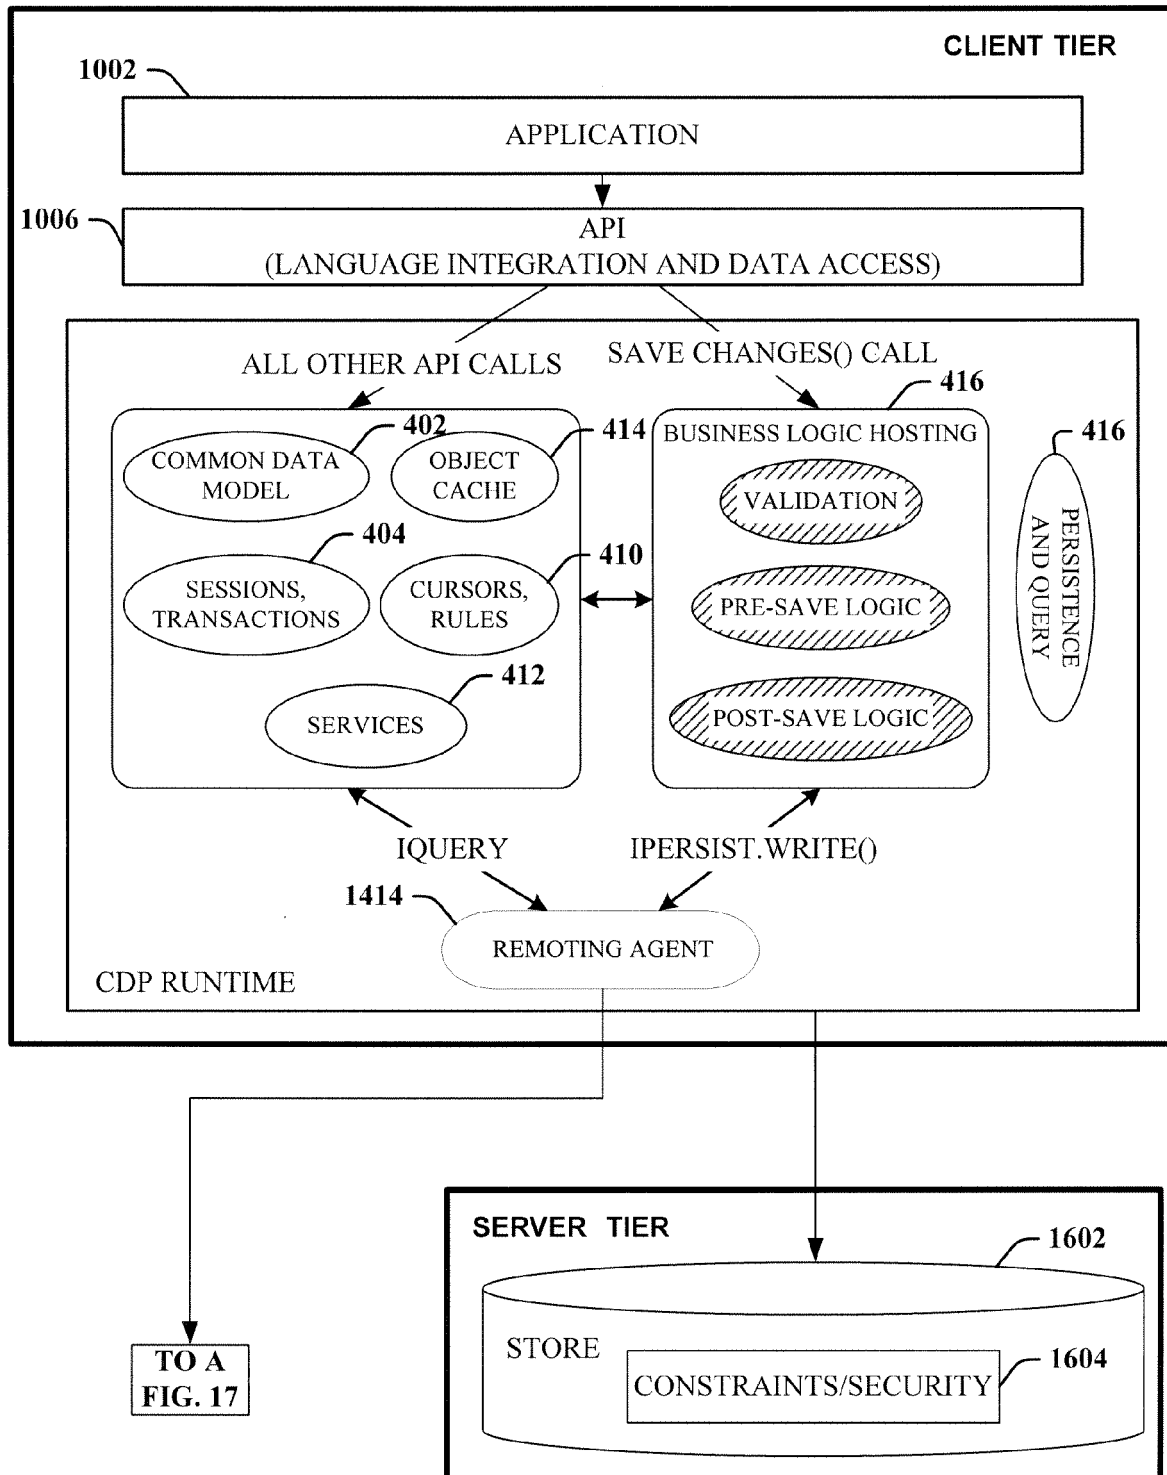 CLIENT TIER
1002
APPLICATION
1006
API
(LANGUAGE INTEGRATION AND DATA ACCESS)
ALL OTHER API CALLS
SAVE CHANGES() CALL
416
402
COMMON DATA
MODEL
414
OBJECT
CACHE
BUSINESS LOGIC HOSTING
VALIDATION
416
PERSISTENCE
AND QUERY
404
SESSIONS,
TRANSACTIONS
410
CURSORS,
RULES
PRE-SAVE LOGIC
412
SERVICES
POST-SAVE LOGIC
IQUERY
IPERSIST.WRITE()
1414
REMOTING AGENT
CDP RUNTIME
SERVER TIER
1602
STORE
1604
CONSTRAINTS/SECURITY
TO A
FIG. 17